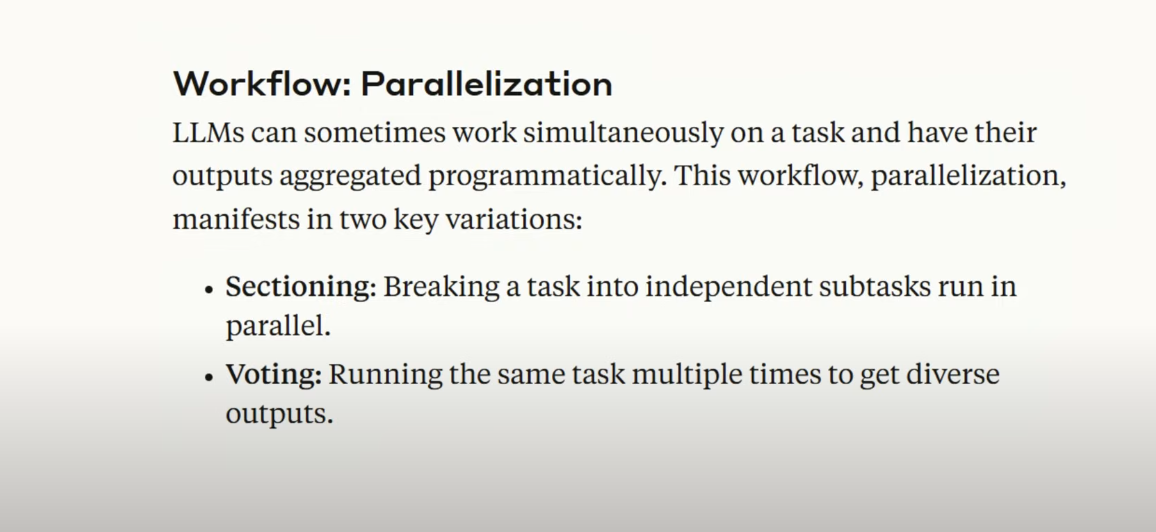 Workflow: Parallelization
LLMs can sometimes work simultaneously on a task and have their
outputs aggregated programmatically. This workflow, parallelization,
manifests in two key variations:
• Sectioning: Breaking a task into independent subtasks run in
parallel.
• Voting: Running the same task multiple times to get diverse
outputs.